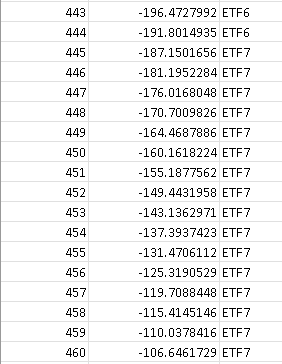 443 -196.4727992 ETF6
444 -191.8014935 ETF6
445 -187.1501656 ETF7
446 -181.1952284 ETF7
447 -176.0168048 ETF7
448 -170.7009826 ETF7
449 -164.4687886 ETF7
450 -160.1618224 ETF7
451 -155.1877562 ETF7
452 -149.4431958 ETF7
453 -143.1362971 ETF7
454 -137.3937423 ETF7
455 -131.4706112 ETF7
456 -125.3190529 ETF7
457 -119.7088448 ETF7
458 -115.4145146 ETF7
459 -110.0378416 ETF7
460 -106.6461729 ETF7